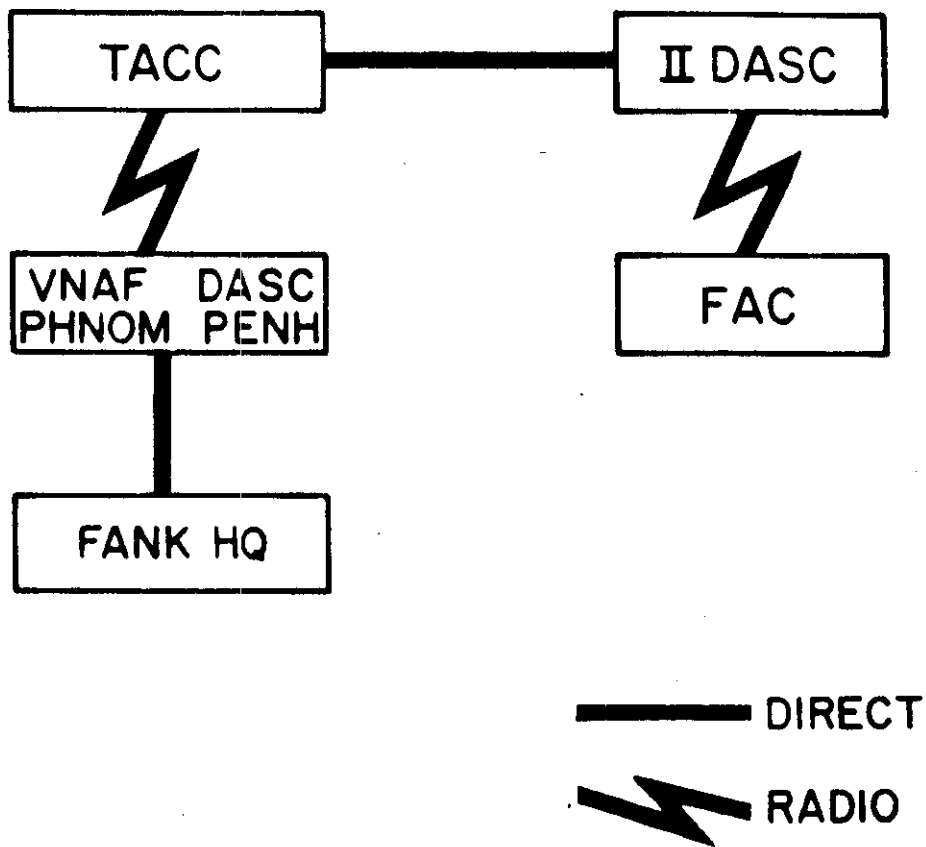 TACC
II DASC
VNAF DASC
PHNOM PENH
FAC
FANK HQ
DIRECT
RADIO